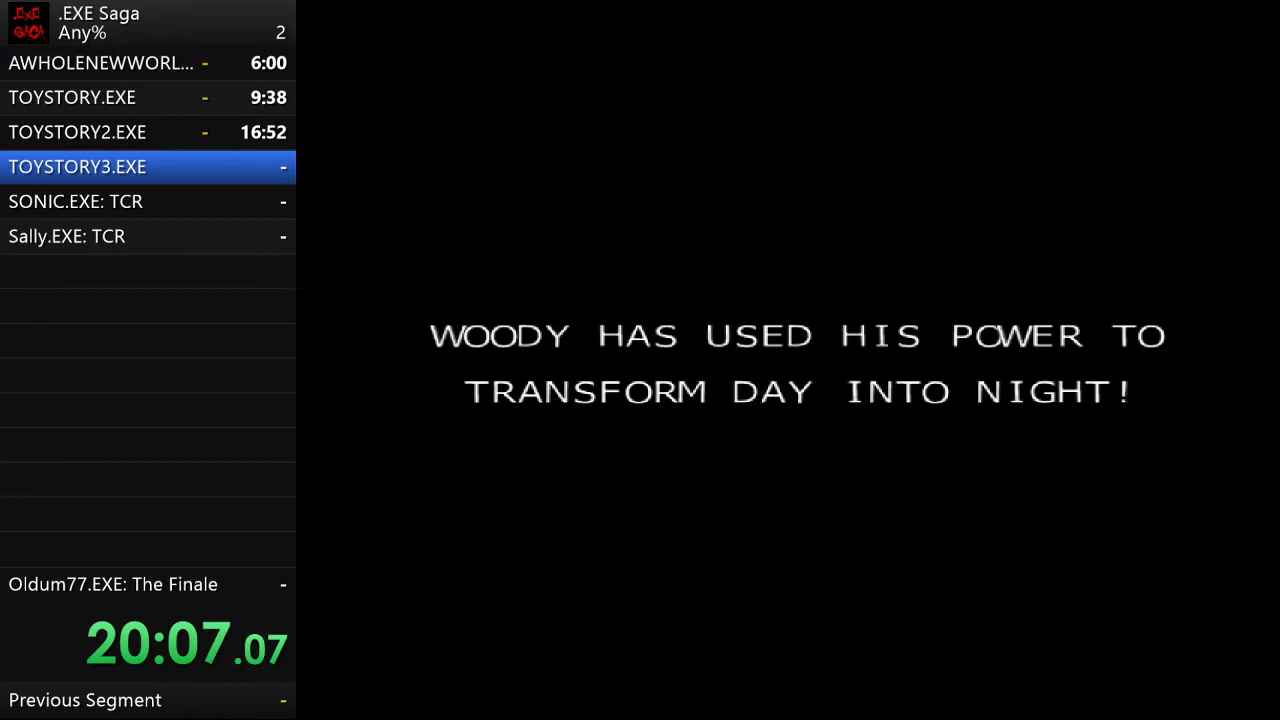 .EXE SAGA
.EXE Saga
Any%
2
AWHOLENEWWORL... - 6:00
TOYSTORY.EXE - 9:38
TOYSTORY2.EXE - 16:52
TOYSTORY3.EXE -
SONIC.EXE: TCR -
Sally.EXE: TCR -
WOODY HAS USED HIS POWER TO
TRANSFORM DAY INTO NIGHT!
Oldum77.EXE: The Finale -
20:07.07
Previous Segment -